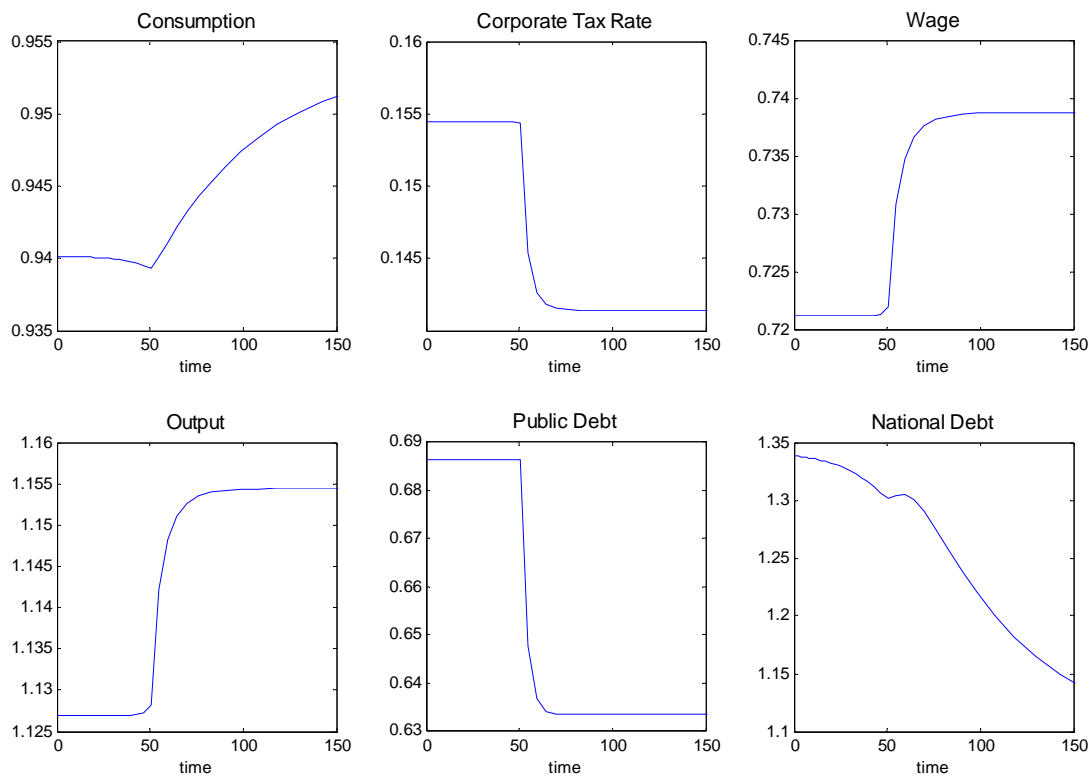 Consumption
0.955
0.95
0.945
0.94
0.935
0 50 100 150
time
Corporate Tax Rate
0.16
0.155
0.15
0.145
0 50 100 150
time
Wage
0.745
0.74
0.735
0.73
0.725
0.72
0 50 100 150
time
Output
1.16
1.155
1.15
1.145
1.14
1.135
1.13
1.125
0 50 100 150
time
Public Debt
0.69
0.68
0.67
0.66
0.65
0.64
0.63
0 50 100 150
time
National Debt
1.35
1.3
1.25
1.2
1.15
1.1
0 50 100 150
time